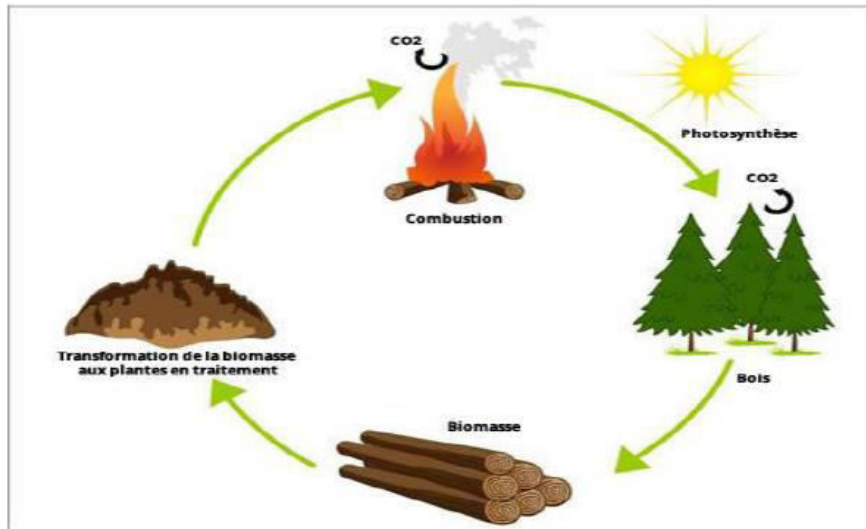 CO2
Photosynthèse
CO2
Combustion
Transformation de la biomasse
aux plantes en traitement
Bois
Biomasse